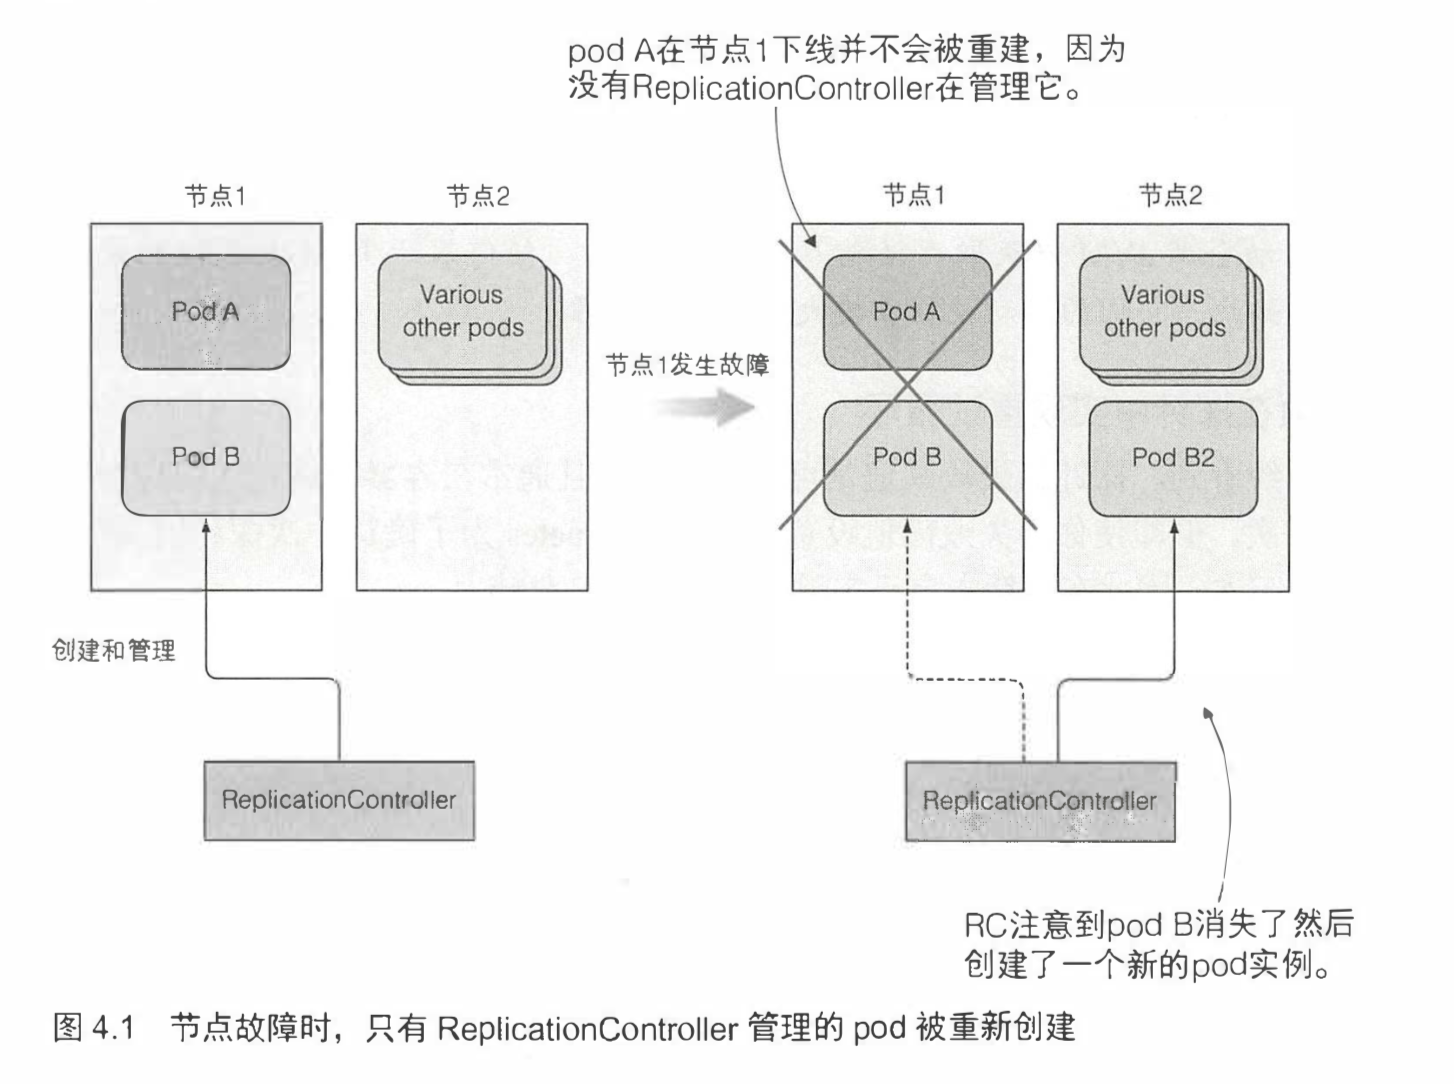 pod A在节点1下线并不会被重建，因为
没有ReplicationController在管理它。
节点1
节点2
Pod A
Various
other pods
Pod B
创建和管理
ReplicationController
节点1发生故障
节点1
节点2
Pod A
Various
other pods
Pod B
Pod B2
ReplicationController
RC注意到pod B消失了然后
创建了一个新的pod实例。
图 4.1 节点故障时，只有 ReplicationController 管理的 pod 被重新创建